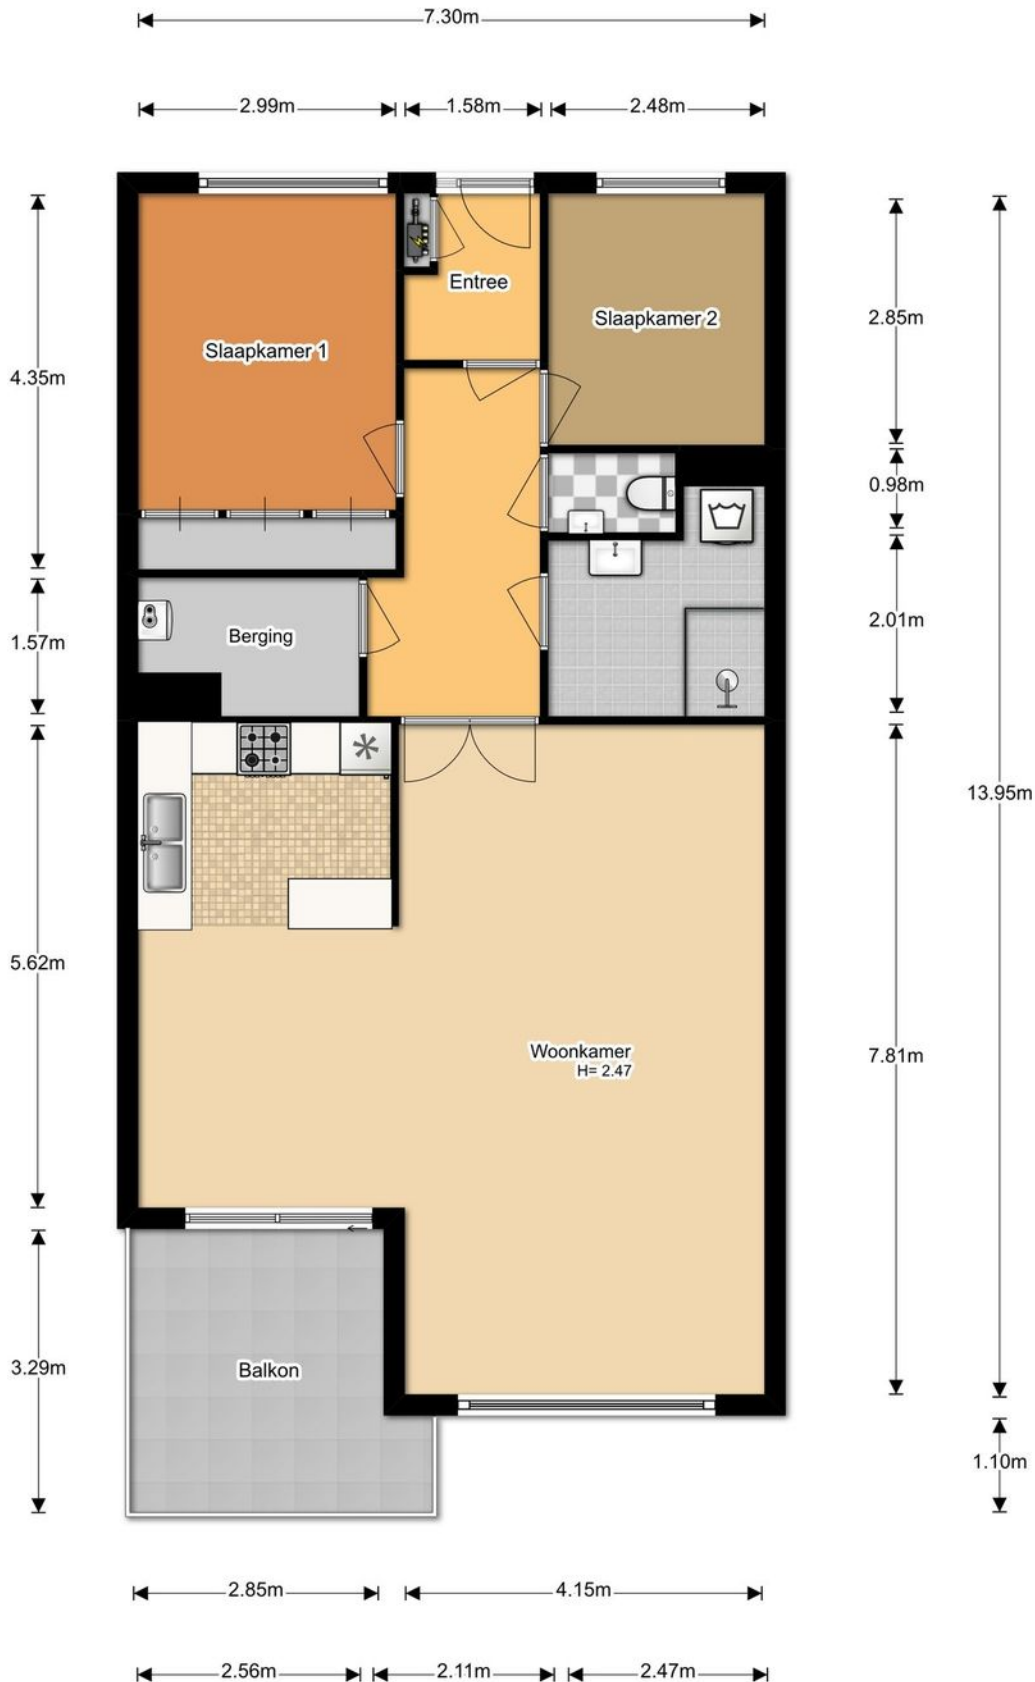 7.30m
2.99m
1.58m
2.48m
Entree
Slaapkamer 2
2.85m
Slaapkamer 1
4.35m
0.98m
2.01m
Berging
1.57m
13.95m
5.62m
Woonkamer
H= 2.47
7.81m
3.29m
Balkon
1.10m
2.85m
4.15m
2.56m
2.11m
2.47m